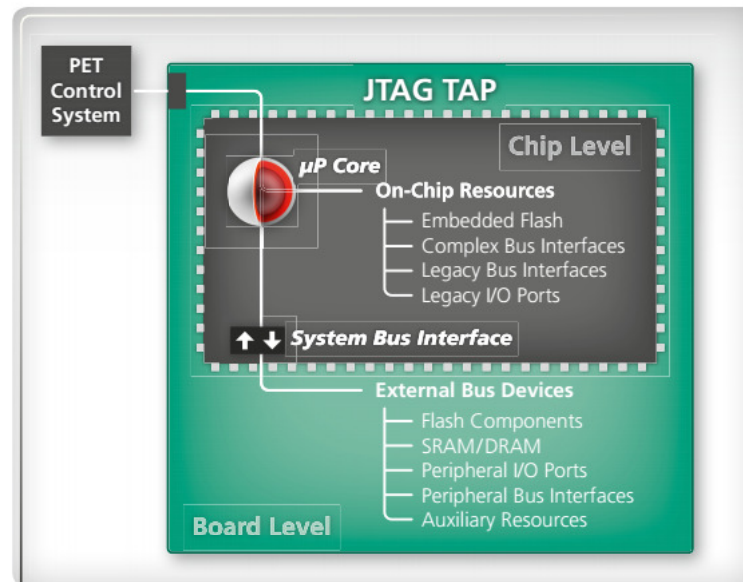 PET
Control
System
JTAG TAP
Chip Level
µP Core
On-Chip Resources
Embedded Flash
Complex Bus Interfaces
Legacy Bus Interfaces
Legacy I/O Ports
System Bus Interface
External Bus Devices
Flash Components
SRAM/DRAM
Peripheral I/O Ports
Peripheral Bus Interfaces
Auxiliary Resources
Board Level